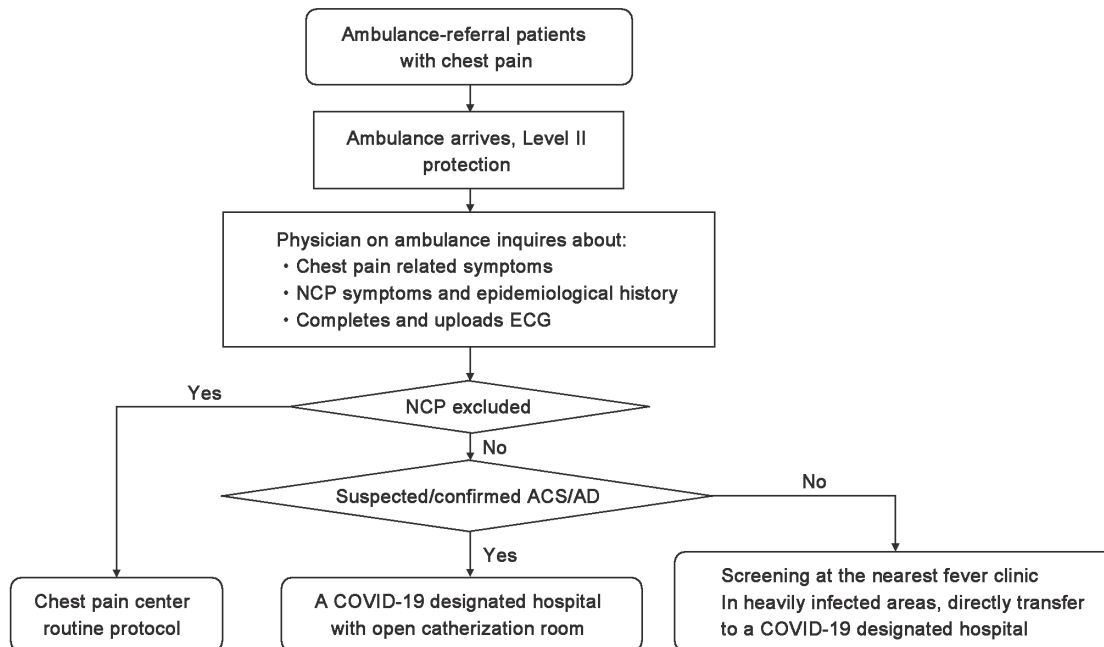 Ambulance-referral patients
with chest pain
Ambulance arrives, Level II
protection
Physician on ambulance inquires about:
・Chest pain related symptoms
・NCP symptoms and epidemiological history
・Completes and uploads ECG
Yes
NCP excluded
No
Suspected/confirmed ACS/AD
No
Yes
Chest pain center
routine protocol
A COVID-19 designated hospital
with open catherization room
Screening at the nearest fever clinic
In heavily infected areas, directly transfer
to a COVID-19 designated hospital